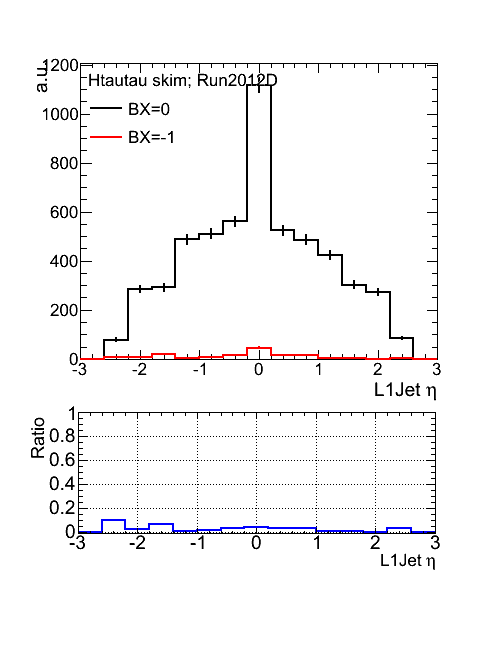 a.u.
1200
Htautau skim; Run2012D
1000
BX=0
BX=-1
800
600
400
200
0
-3 -2 -1 0 1 2 3
L1Jet η
Ratio
1
0.8
0.6
0.4
0.2
0
-3 -2 -1 0 1 2 3
L1Jet η